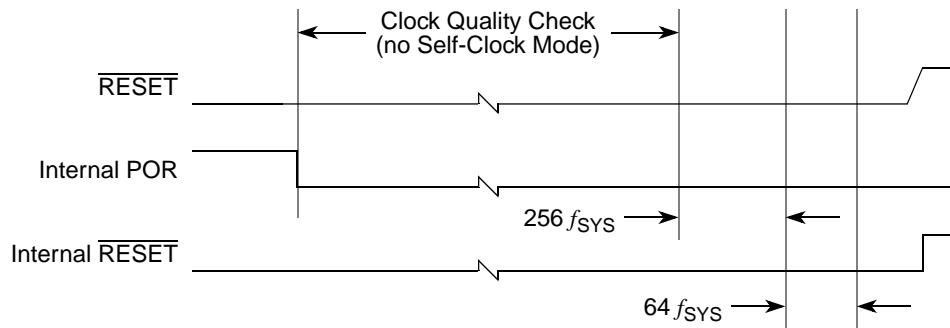 Clock Quality Check
(no Self-Clock Mode)
RESET
Internal POR
256 fSYS
Internal RESET
64 fSYS